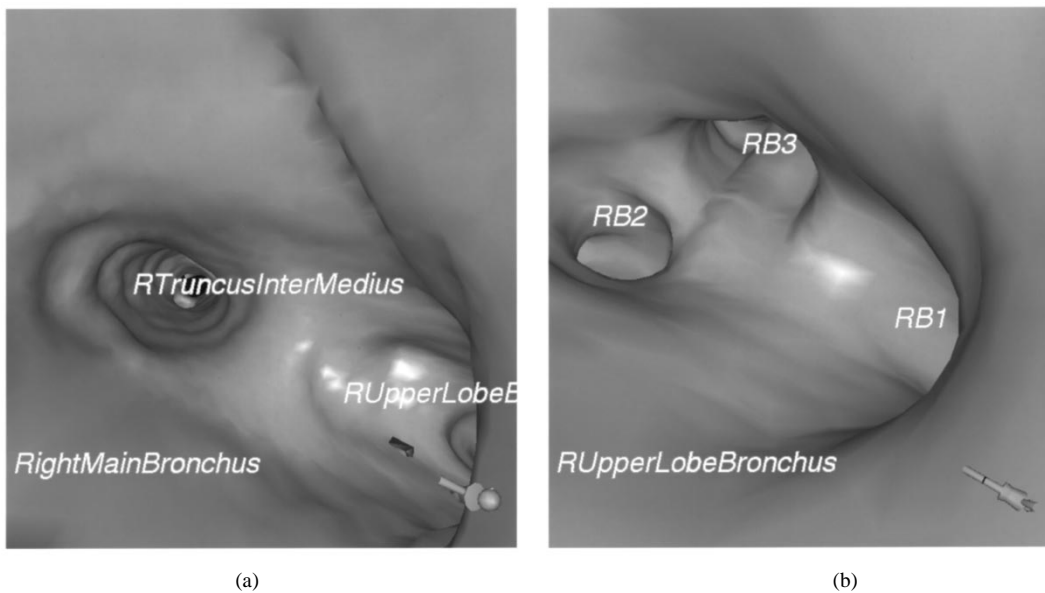 RTruncusInterMedius
RUpperLobeB
RightMainBronchus
(a)
RB3
RB2
RB1
RUpperLobeBronchus
(b)